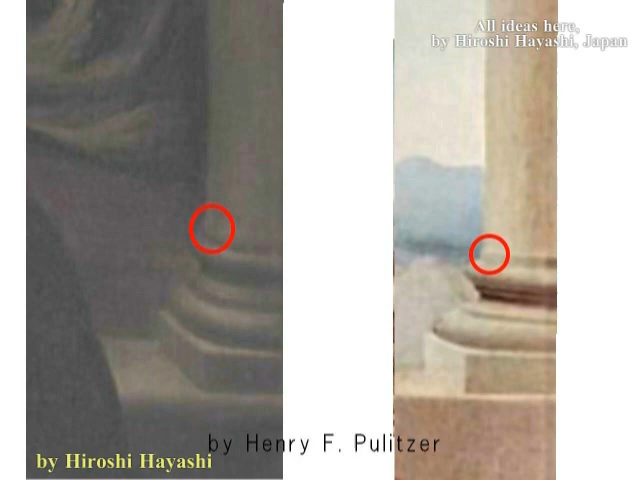 All ideas here,
by Hiroshi Hayashi, Japan
by Henry F. Pulitzer
by Hiroshi Hayashi